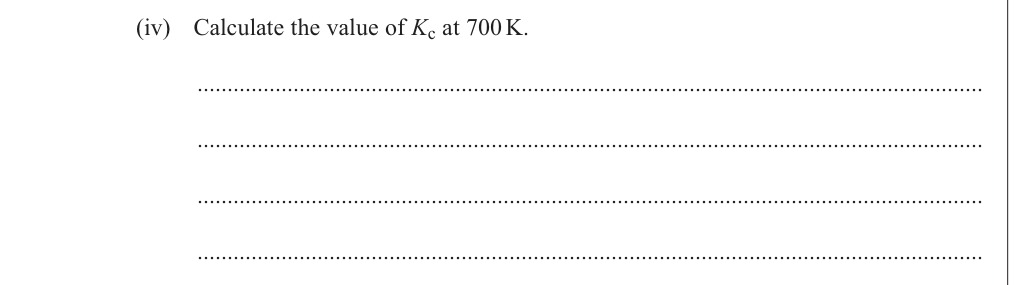 (iv) Calculate the value of Kc at 700 K.